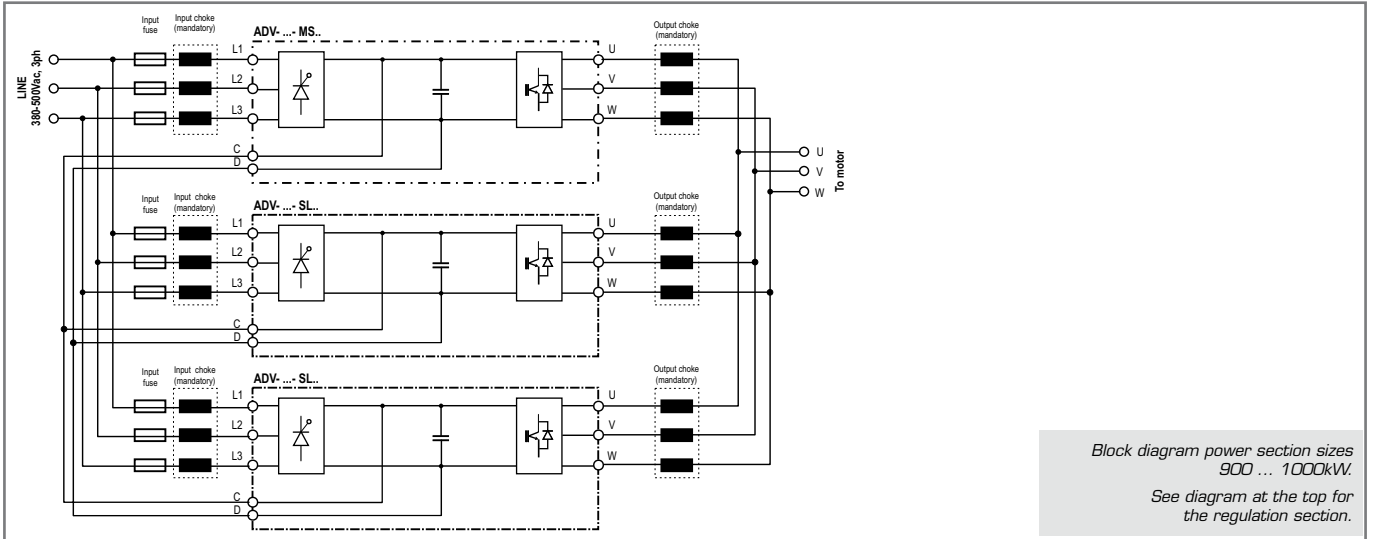 Input
fuse
Input choke
(mandatory)
ADV- ...- MS..
Output choke
(mandatory)
LINE
380-500Vac, 3ph
L1
L2
L3
C
D
U
V
W
U
V
W
To motor
Input
fuse
Input choke
(mandatory)
ADV- ...- SL..
Output choke
(mandatory)
L1
L2
L3
C
D
U
V
W
Input
fuse
Input choke
(mandatory)
ADV- ...- SL..
Output choke
(mandatory)
L1
L2
L3
C
D
U
V
W
Block diagram power section sizes
900 ... 1000kW.
See diagram at the top for
the regulation section.